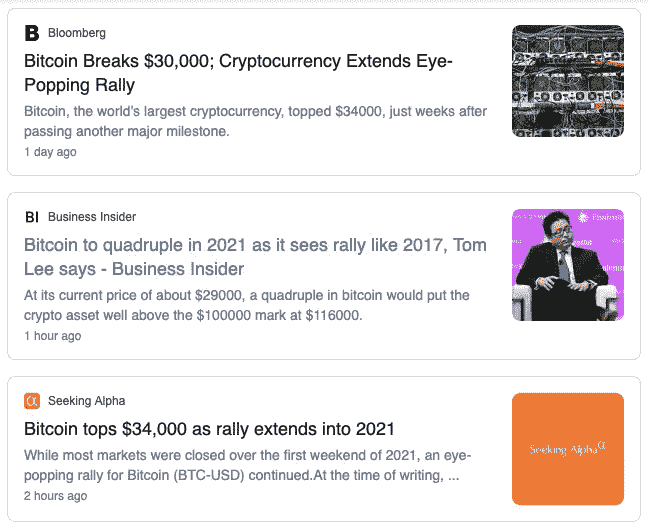 B Bloomberg
Bitcoin Breaks $30,000; Cryptocurrency Extends Eye-
Popping Rally
Bitcoin, the world's largest cryptocurrency, topped $34000, just weeks after
passing another major milestone.
1 day ago
BI Business Insider
Bitcoin to quadruple in 2021 as it sees rally like 2017, Tom
Lee says - Business Insider
At its current price of about $29000, a quadruple in bitcoin would put the
crypto asset well above the $100000 mark at $116000.
1 hour ago
α Seeking Alpha
Bitcoin tops $34,000 as rally extends into 2021
While most markets were closed over the first weekend of 2021, an eye-
popping rally for Bitcoin (BTC-USD) continued.At the time of writing, ...
2 hours ago
Seeking Alpha α